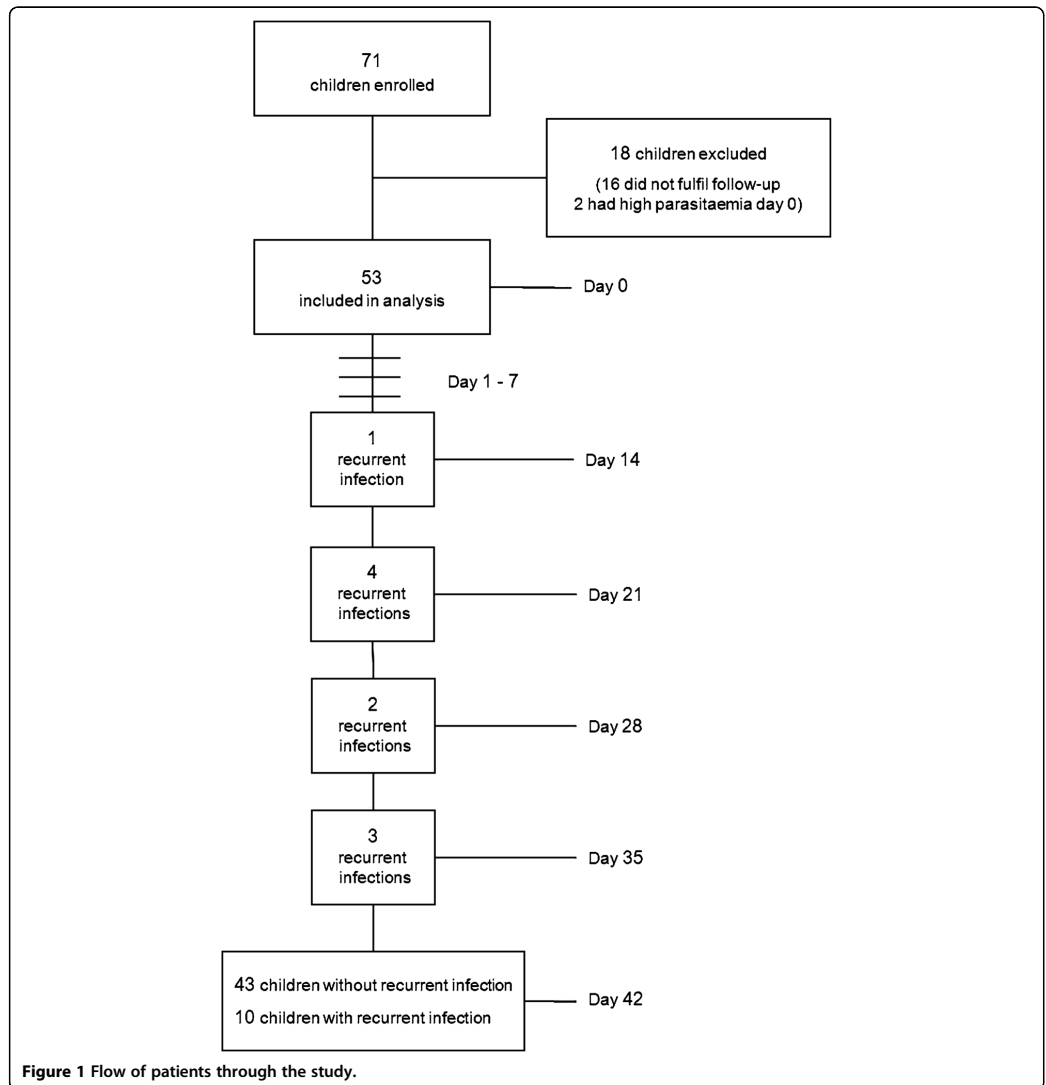 71
children enrolled
18 children excluded
(16 did not fulfil follow-up
2 had high parasitaemia day 0)
53
included in analysis
Day 0
Day 1 - 7
1
recurrent
infection
Day 14
4
recurrent
infections
Day 21
2
recurrent
infections
Day 28
3
recurrent
infections
Day 35
43 children without recurrent infection
10 children with recurrent infection
Day 42
Figure 1 Flow of patients through the study.